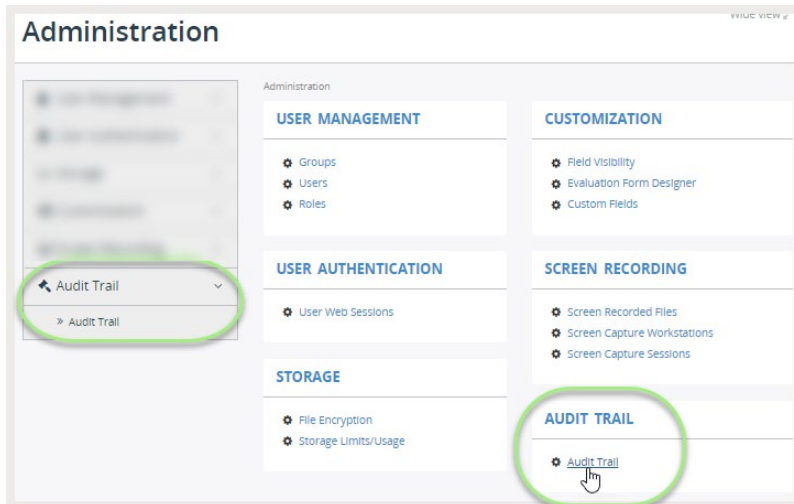 Wide view
Administration
Audit Trail
» Audit Trail
Administration
USER MANAGEMENT
Groups
Users
Roles
CUSTOMIZATION
Field Visibility
Evaluation Form Designer
Custom Fields
USER AUTHENTICATION
User Web Sessions
SCREEN RECORDING
Screen Recorded Files
Screen Capture Workstations
Screen Capture Sessions
STORAGE
File Encryption
Storage Limits/Usage
AUDIT TRAIL
Audit Trail